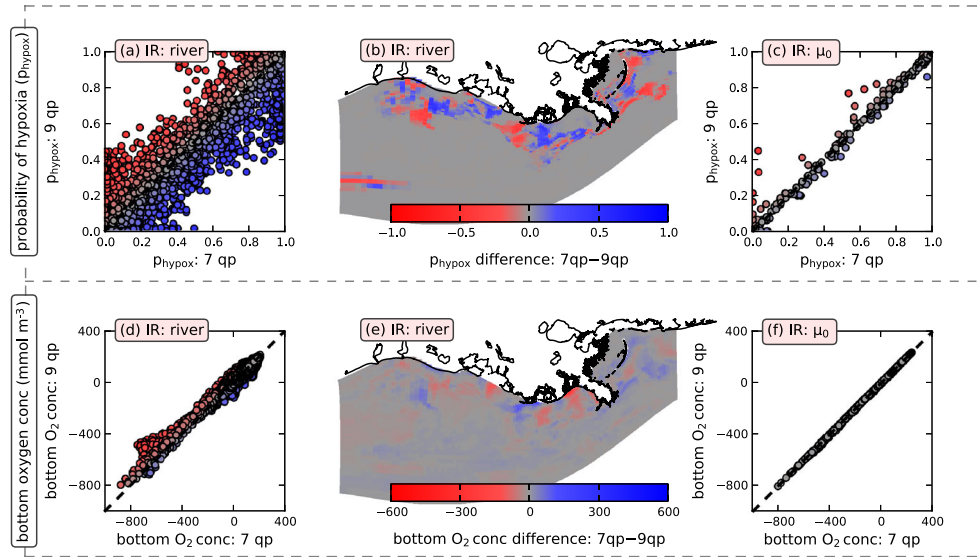 probability of hypoxia (p_hypox)
(a) IR: river
p_hypox: 9 qp
1.0
0.8
0.6
0.4
0.2
0.0
0.0 0.2 0.4 0.6 0.8 1.0
p_hypox: 7 qp
(b) IR: river
−1.0 −0.5 0.0 0.5 1.0
p_hypox difference: 7qp−9qp
(c) IR: μ₀
p_hypox: 9 qp
1.0
0.8
0.6
0.4
0.2
0.0
0.0 0.2 0.4 0.6 0.8 1.0
p_hypox: 7 qp
bottom oxygen conc (mmol m⁻³)
(d) IR: river
bottom O₂ conc: 9 qp
400
0
−400
−800
−800 −400 0 400
bottom O₂ conc: 7 qp
(e) IR: river
−600 −300 0 300 600
bottom O₂ conc difference: 7qp−9qp
(f) IR: μ₀
bottom O₂ conc: 9 qp
400
0
−400
−800
−800 −400 0 400
bottom O₂ conc: 7 qp